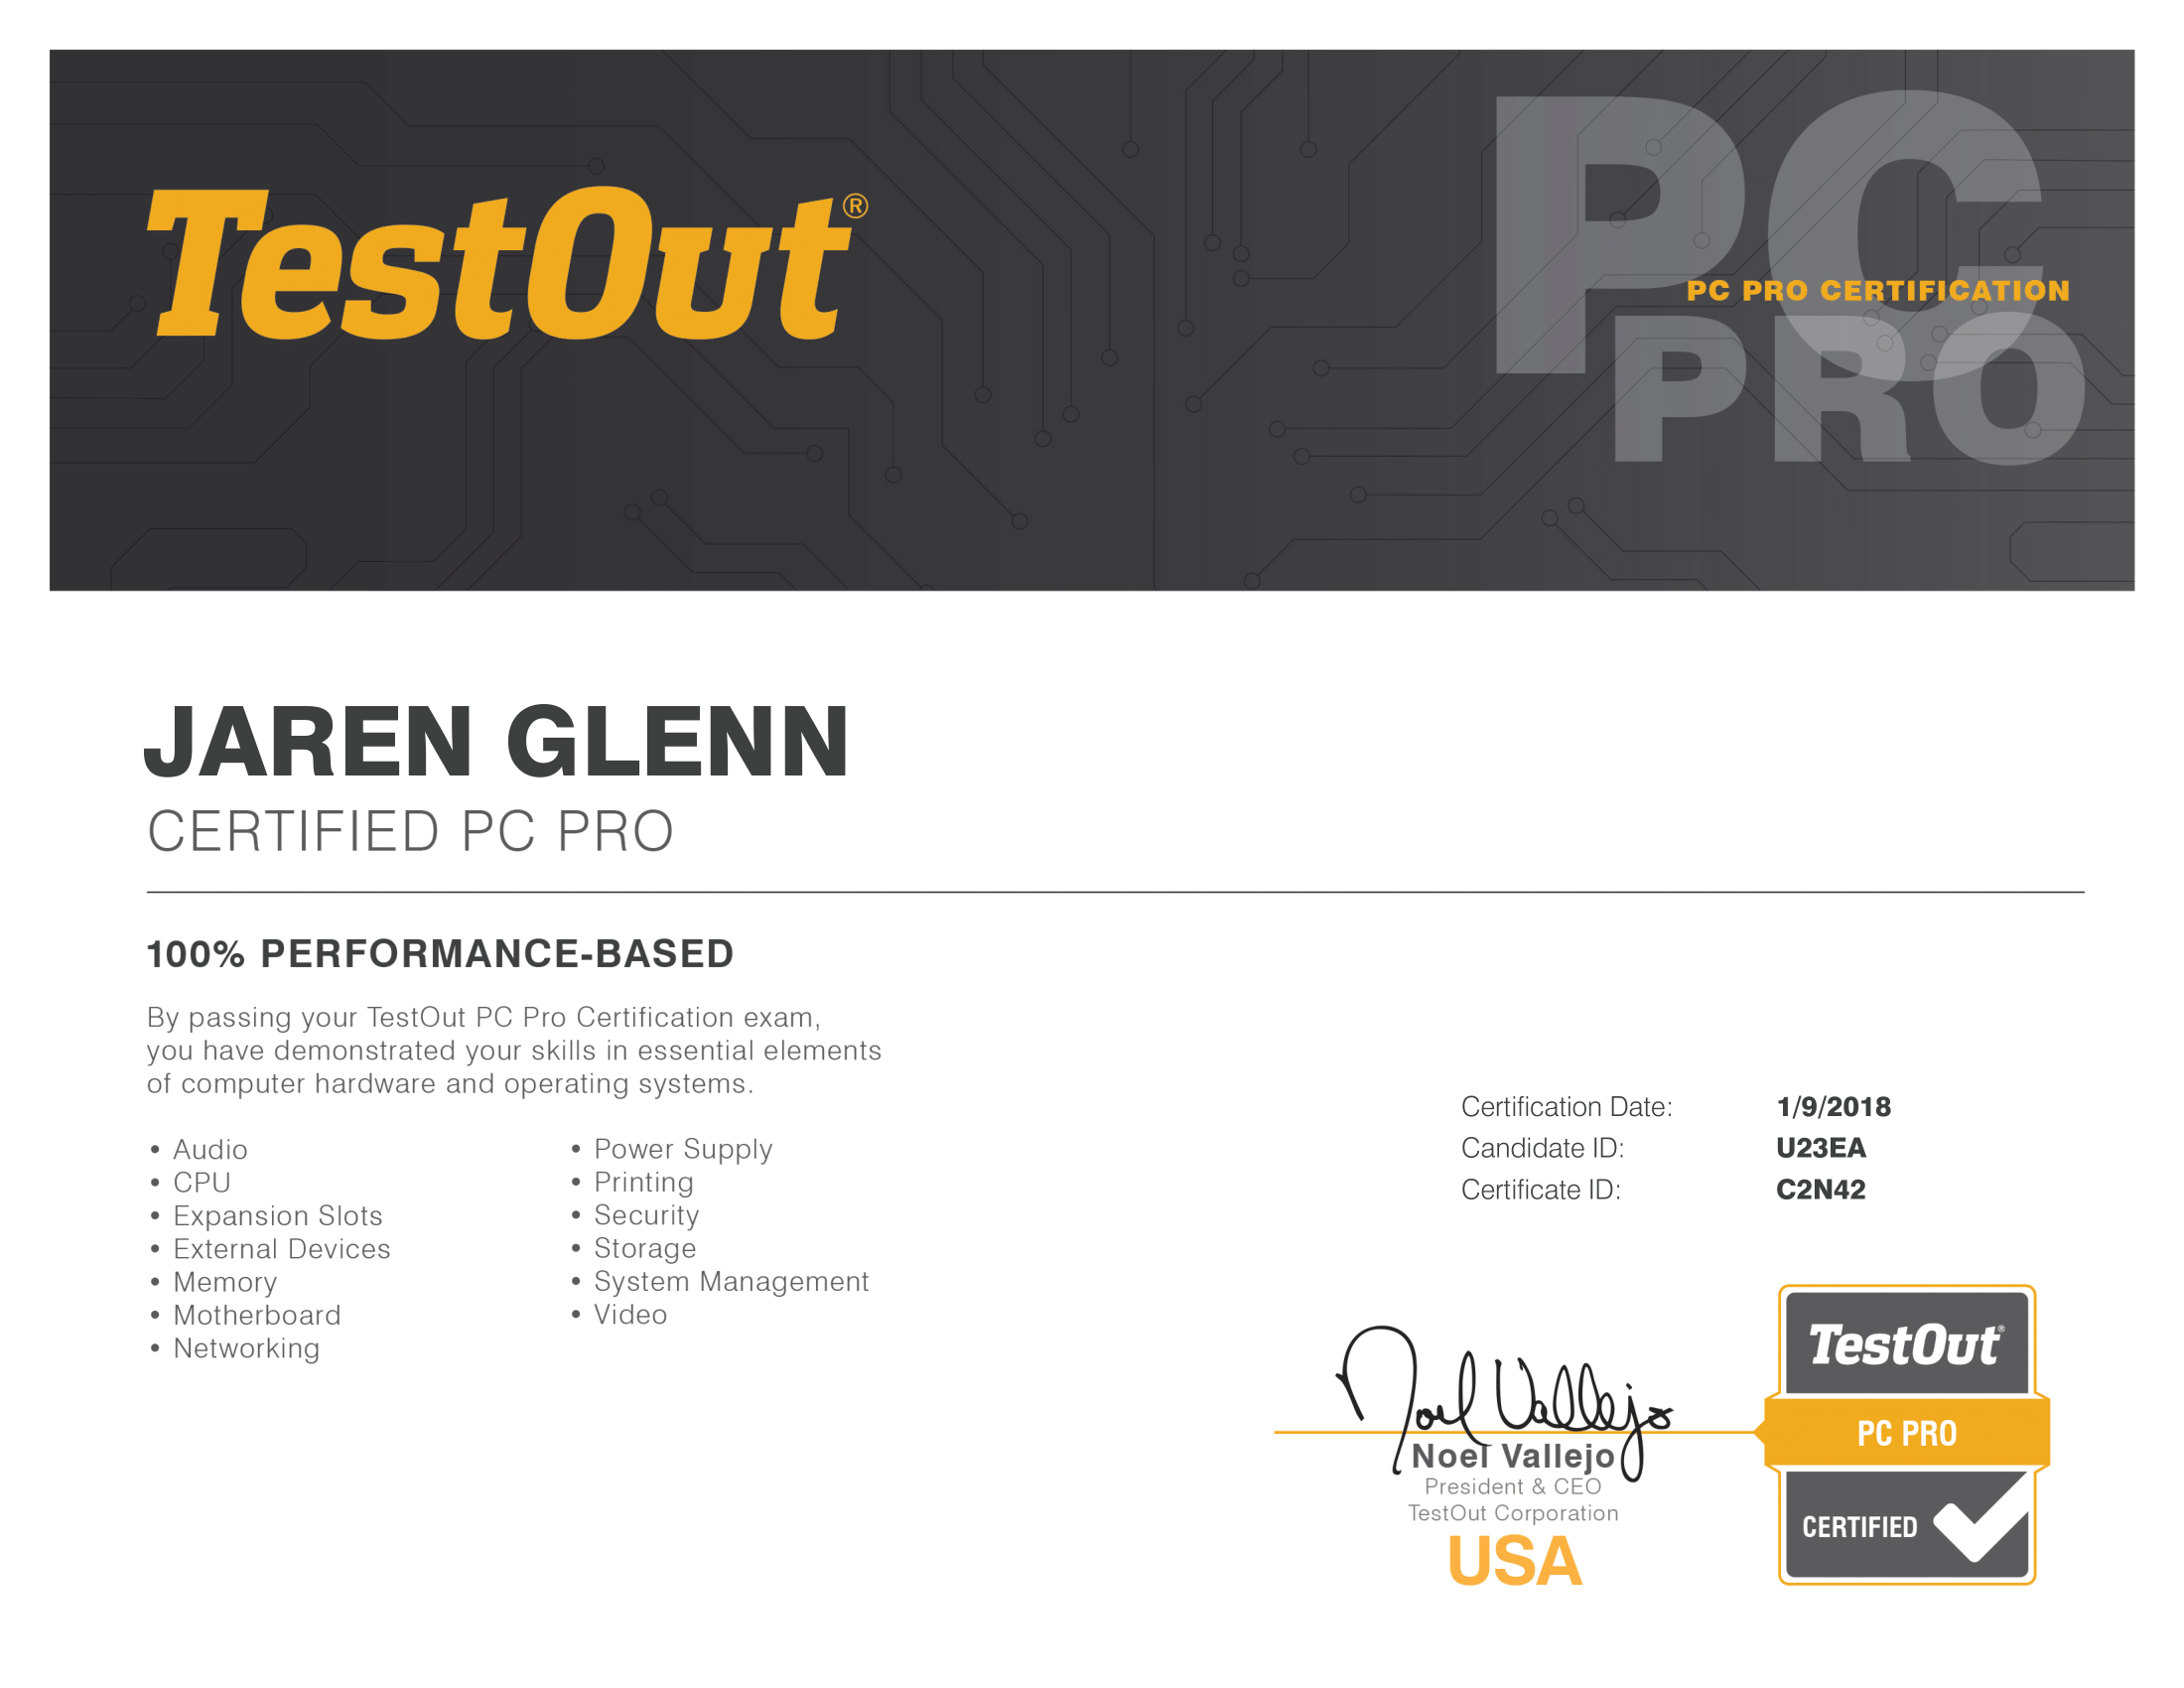 TestOut®
PC
PC PRO CERTIFICATION
PRO
JAREN GLENN
CERTIFIED PC PRO
100% PERFORMANCE-BASED
By passing your TestOut PC Pro Certification exam,
you have demonstrated your skills in essential elements
of computer hardware and operating systems.
• Audio
• CPU
• Expansion Slots
• External Devices
• Memory
• Motherboard
• Networking
• Power Supply
• Printing
• Security
• Storage
• System Management
• Video
Certification Date: 1/9/2018
Candidate ID: U23EA
Certificate ID: C2N42
Noel Vallejo
Noel Vallejo
President & CEO
TestOut Corporation
USA
TestOut®
PC PRO
CERTIFIED